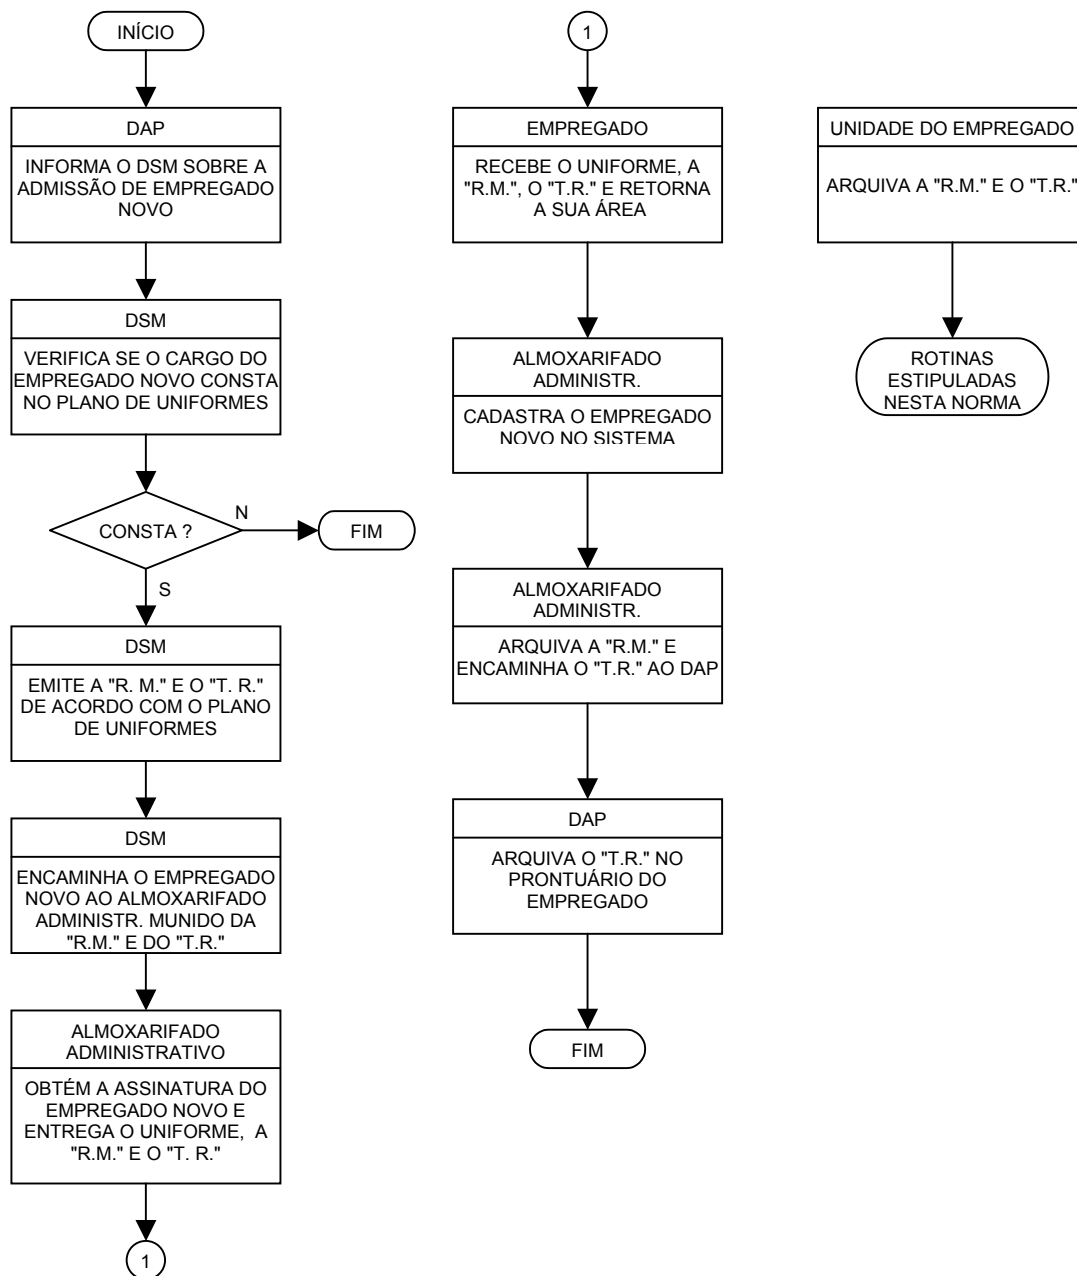 INÍCIO
DAP
INFORMA O DSM SOBRE A
ADMISSÃO DE EMPREGADO
NOVO
DSM
VERIFICA SE O CARGO DO
EMPREGADO NOVO CONSTA
NO PLANO DE UNIFORMES
CONSTA ?
N
FIM
S
DSM
EMITE A "R. M." E O "T. R."
DE ACORDO COM O PLANO
DE UNIFORMES
DSM
ENCAMINHA O EMPREGADO
NOVO AO ALMOXARIFADO
ADMINISTR. MUNIDO DA
"R.M." E DO "T.R."
ALMOXARIFADO
ADMINISTRATIVO
OBTÉM A ASSINATURA DO
EMPREGADO NOVO E
ENTREGA O UNIFORME, A
"R.M." E O "T. R."
1
1
EMPREGADO
RECEBE O UNIFORME, A
"R.M.", O "T.R." E RETORNA
A SUA ÁREA
ALMOXARIFADO
ADMINISTR.
CADASTRA O EMPREGADO
NOVO NO SISTEMA
ALMOXARIFADO
ADMINISTR.
ARQUIVA A "R.M." E
ENCAMINHA O "T.R." AO DAP
DAP
ARQUIVA O "T.R." NO
PRONTUÁRIO DO
EMPREGADO
FIM
UNIDADE DO EMPREGADO
ARQUIVA A "R.M." E O "T.R."
ROTINAS
ESTIPULADAS
NESTA NORMA